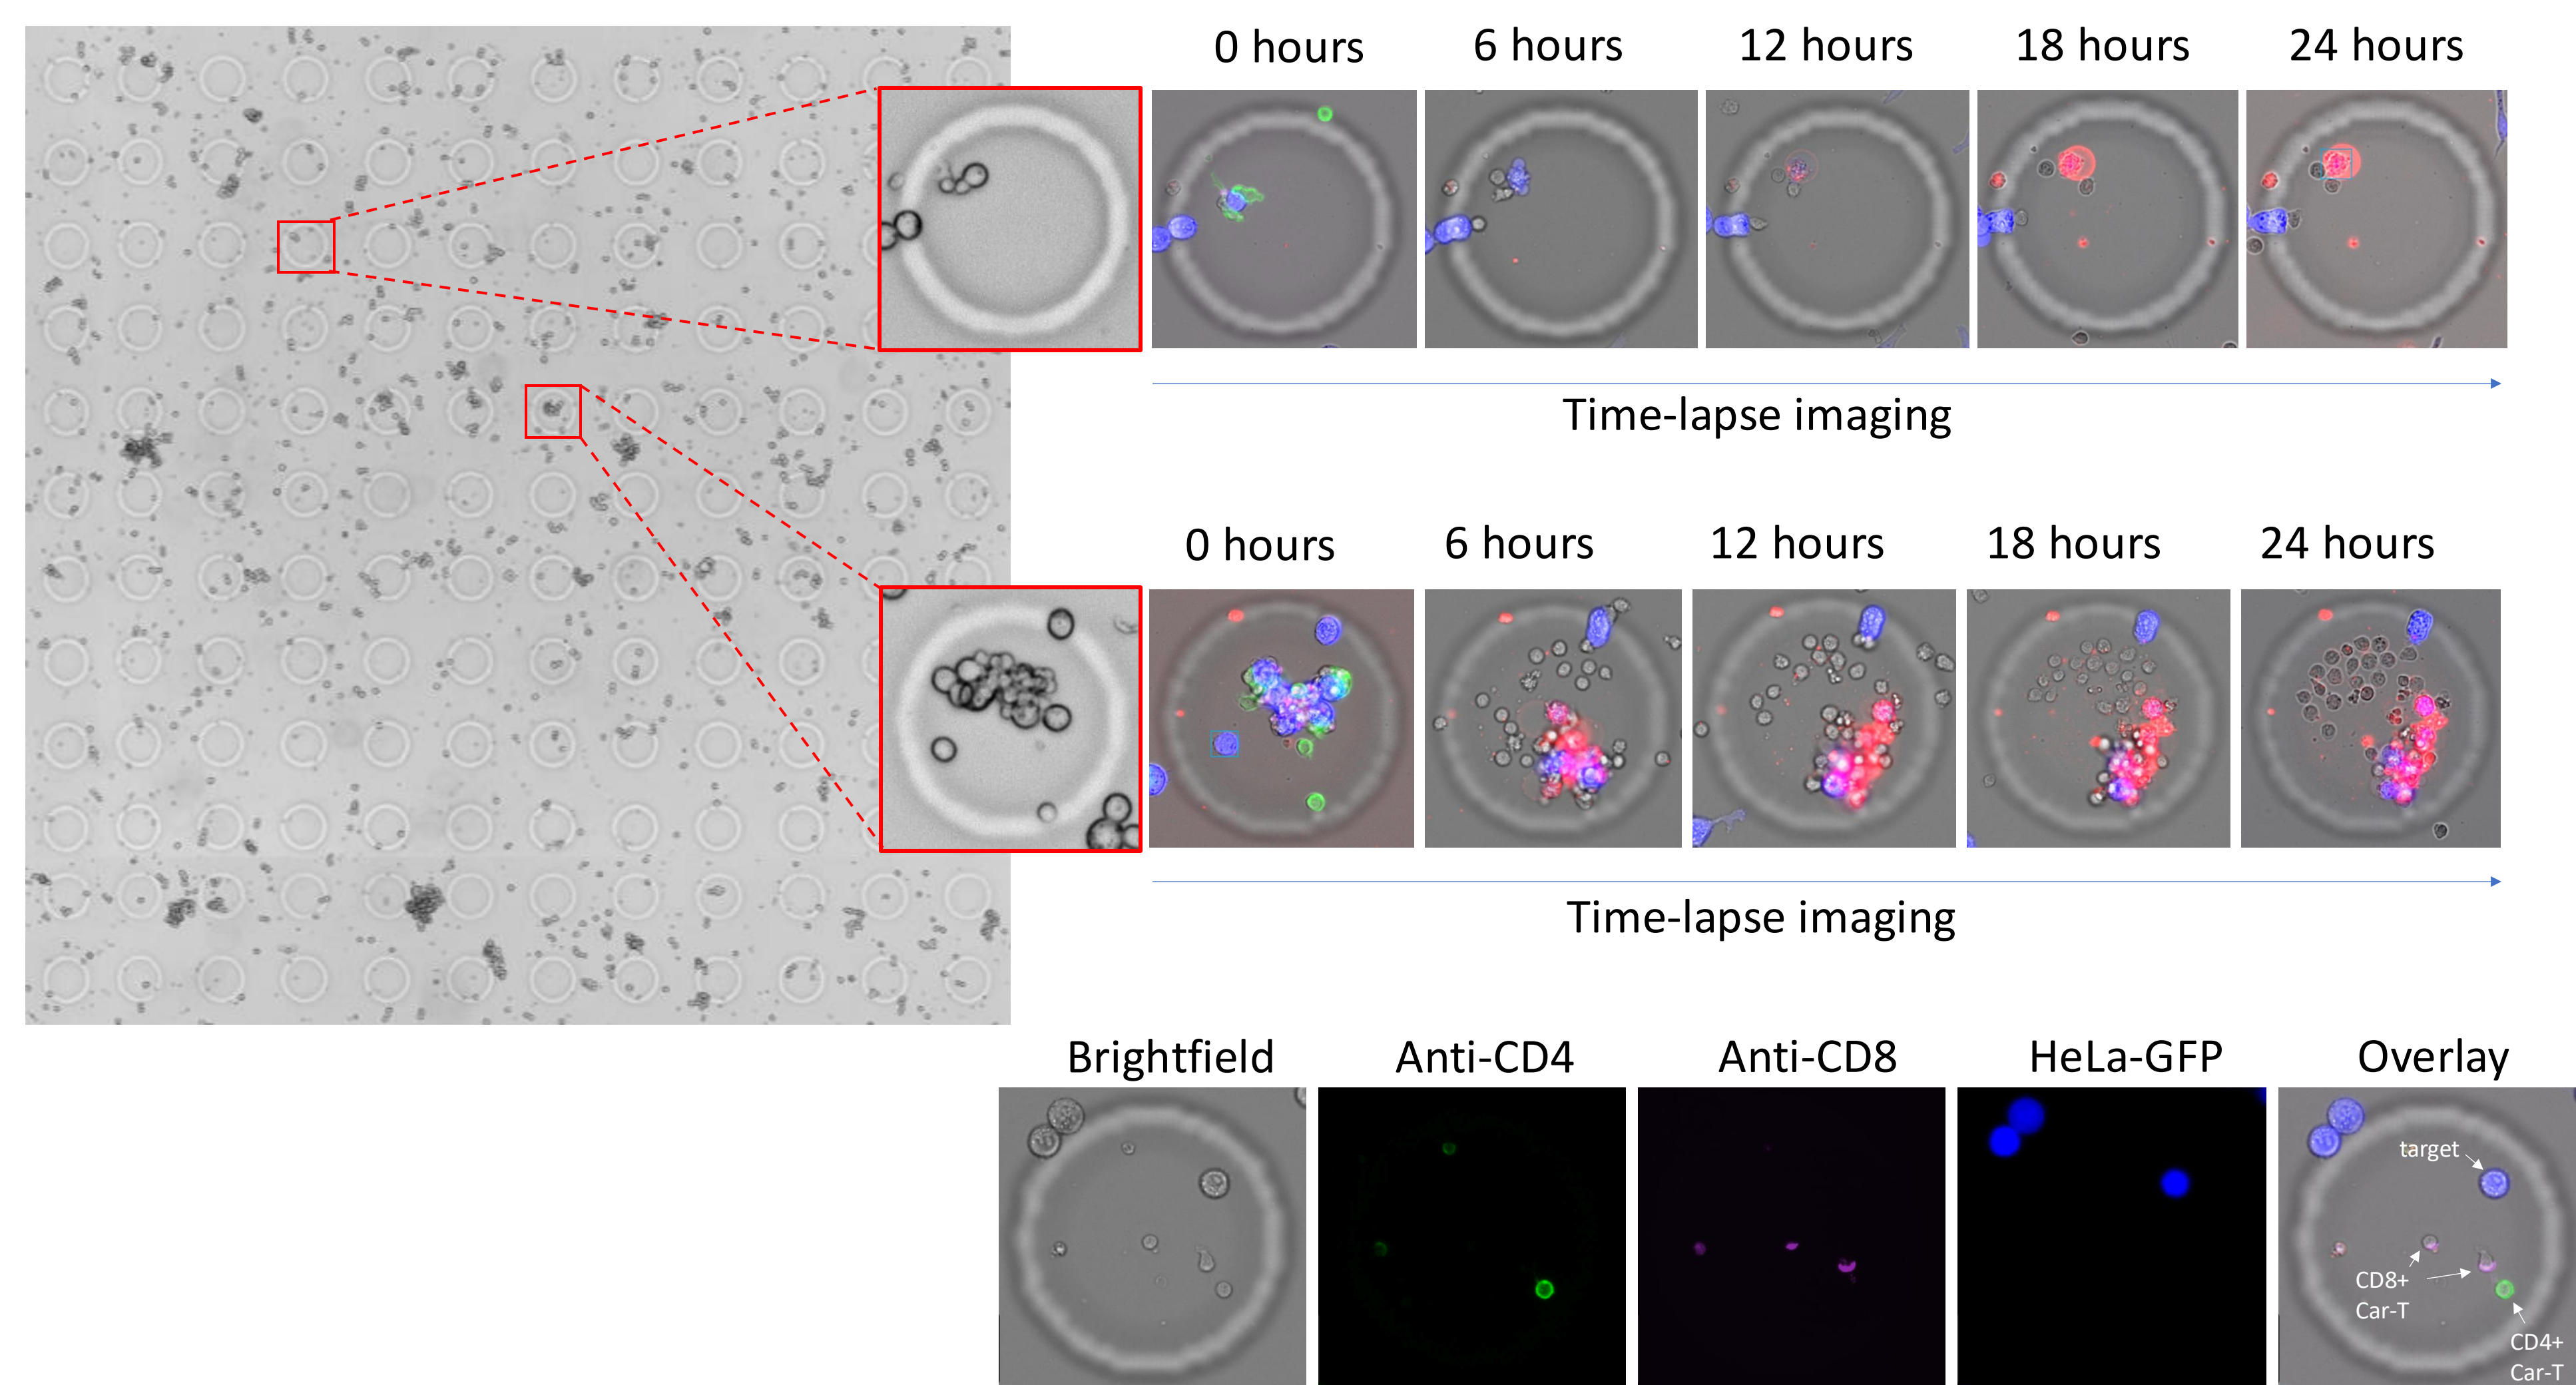 0 hours
6 hours
12 hours
18 hours
24 hours
Time-lapse imaging
0 hours
6 hours
12 hours
18 hours
24 hours
Time-lapse imaging
Brightfield
Anti-CD4
Anti-CD8
HeLa-GFP
Overlay
target
CD8+
Car-T
CD4+
Car-T